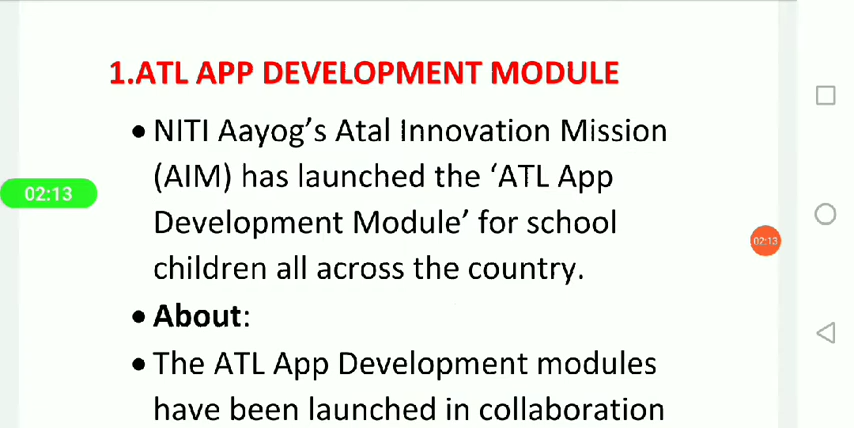 1.ATL APP DEVELOPMENT MODULE
• NITI Aayog’s Atal Innovation Mission
(AIM) has launched the ‘ATL App
02:13
Development Module’ for school
02:13
children all across the country.
• About:
• The ATL App Development modules
have been launched in collaboration